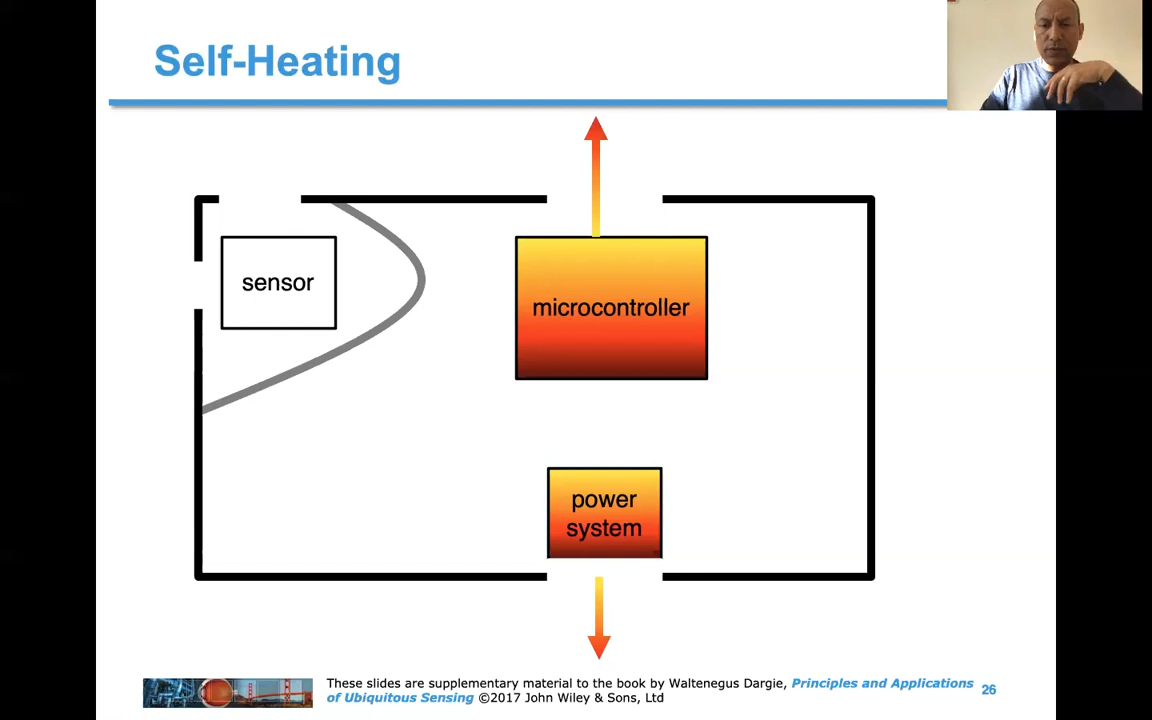 Self-Heating
sensor
microcontroller
power
system
These slides are supplementary material to the book by Waltenegus Dargie, Principles and Applications
of Ubiquitous Sensing ©2017 John Wiley & Sons, Ltd
26